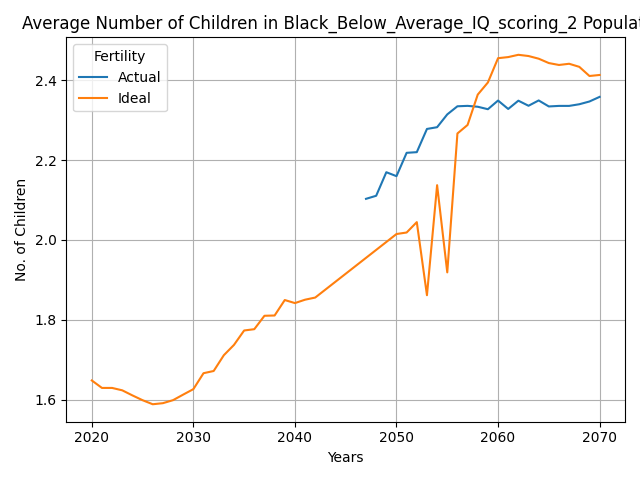 Average Number of Children in Black_Below_Average_IQ_scoring_2 Populat
Fertility
Actual
Ideal
No. of Children
2.4
2.2
2.0
1.8
1.6
2020 2030 2040 2050 2060 2070
Years